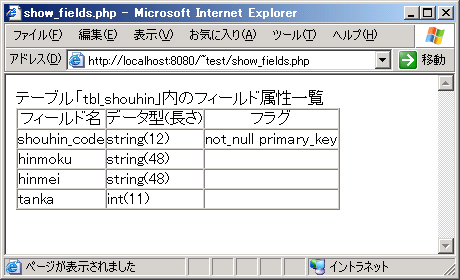 show_fields.php - Microsoft Internet Explorer
ファイル(F) 編集(E) 表示(V) お気に入り(A) ツール(T) ヘルプ(H)
アドレス(D) http://localhost:8080/~test/show_fields.php 移動
テーブル「tbl_shouhin」内のフィールド属性一覧
フィールド名 データ型(長さ) フラグ
shouhin_code string(12) not_null primary_key
hinmoku string(48)
hinmei string(48)
tanka int(11)
ページが表示されました イントラネット